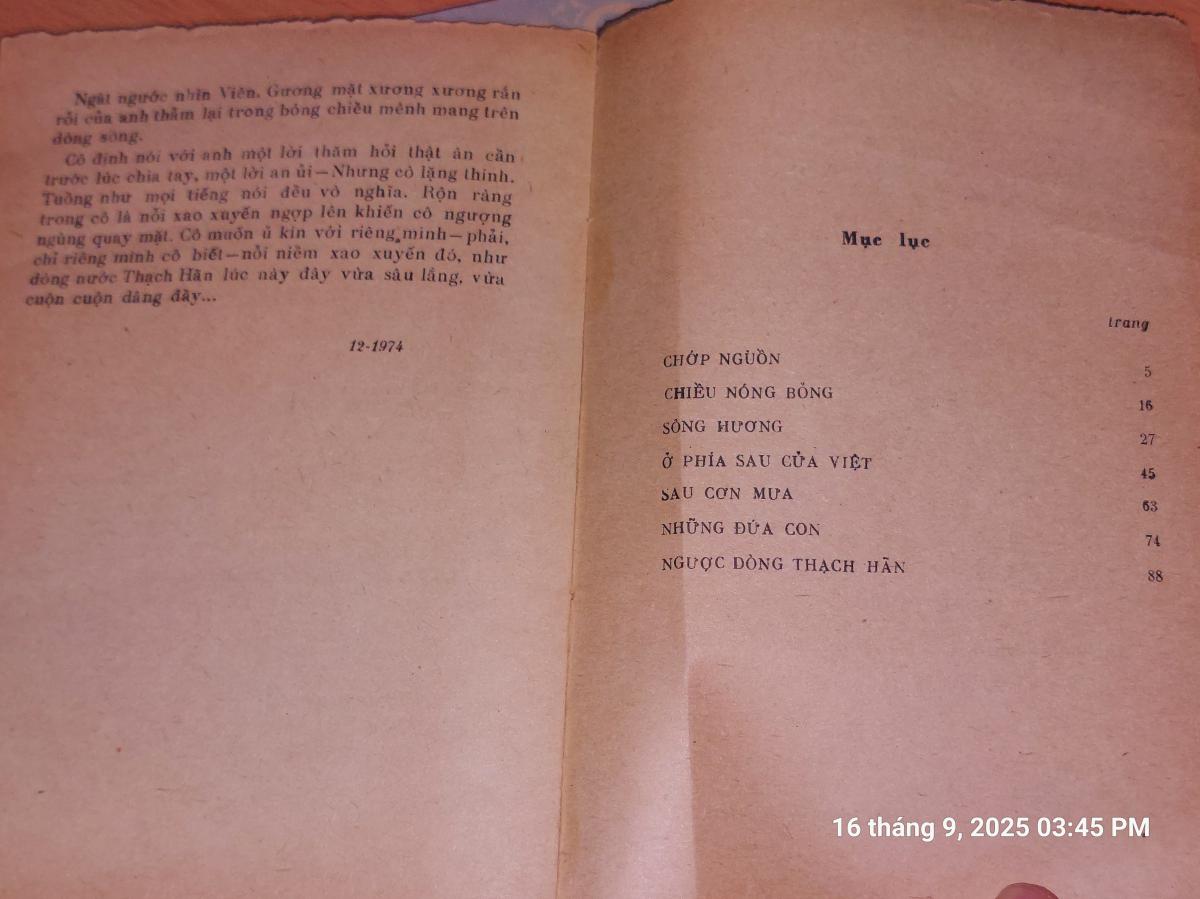 Ngát ngước nhìn Viên. Gương mặt xương xương rắn
rỏi của anh thẫm lại trong bóng chiều mênh mang trên
dòng sông.
Cô định nói với anh một lời thăm hỏi thật ân cần
trước lúc chia tay, một lời an ủi—Nhưng cô lặng thinh.
Tuồng như mọi tiếng nói đều vô nghĩa. Rộn ràng
trong cô là nỗi xao xuyến ngợp lên khiến cô ngượng
ngùng quay mặt. Cô muốn ủ kín với riêng mình—phải,
chỉ riêng mình cô biết—nỗi niềm xao xuyến đó, như
dòng nước Thạch Hãn lúc này đây vừa sâu lắng, vừa
cuộn cuộn dâng đầy...
12-1974
Mục lục
trang
CHỚP NGUỒN 5
CHIỀU NÓNG BỎNG 16
SÔNG HƯƠNG 27
Ở PHÍA SAU CỬA VIỆT 45
SAU CƠN MƯA 63
NHỮNG ĐỨA CON 74
NGƯỢC DÒNG THẠCH HÃN 88
16 tháng 9, 2025 03:45 PM